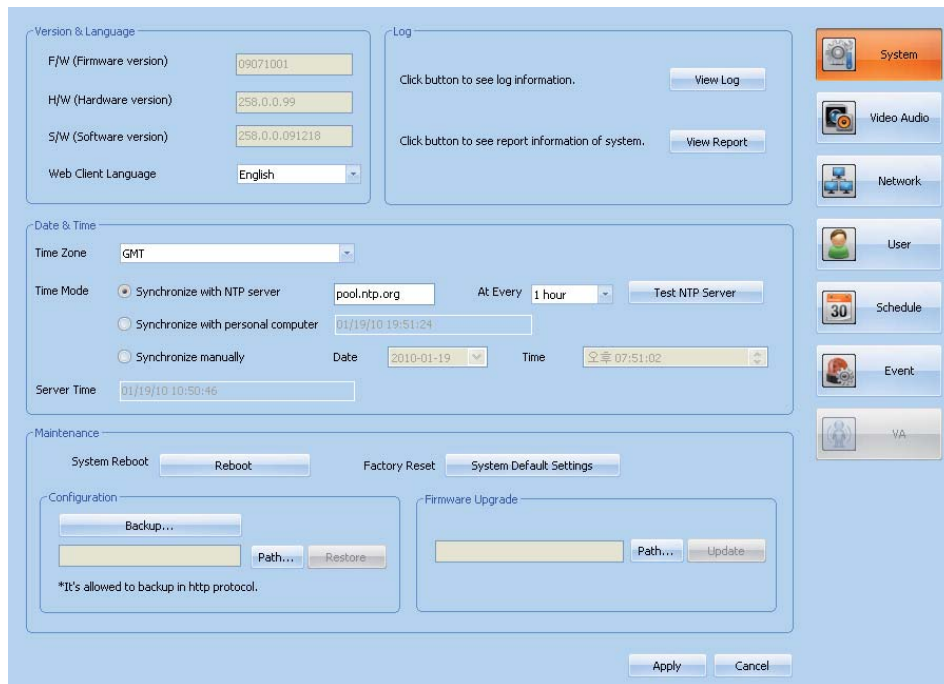 Version & Language
F/W (Firmware version) 09071001
H/W (Hardware version) 258.0.0.99
S/W (Software version) 258.0.0.091218
Web Client Language English
Log
Click button to see log information. View Log
Click button to see report information of system. View Report
Date & Time
Time Zone GMT
Time Mode Synchronize with NTP server pool.ntp.org At Every 1 hour Test NTP Server
Synchronize with personal computer 01/19/10 19:51:24
Synchronize manually Date 2010-01-19 Time 오후 07:51:02
Server Time 01/19/10 10:50:46
Maintenance
System Reboot Reboot Factory Reset System Default Settings
Configuration
Backup...
Path... Restore
*It's allowed to backup in http protocol.
Firmware Upgrade
Path... Update
Apply Cancel
System
Video Audio
Network
User
30 Schedule
Event
VA